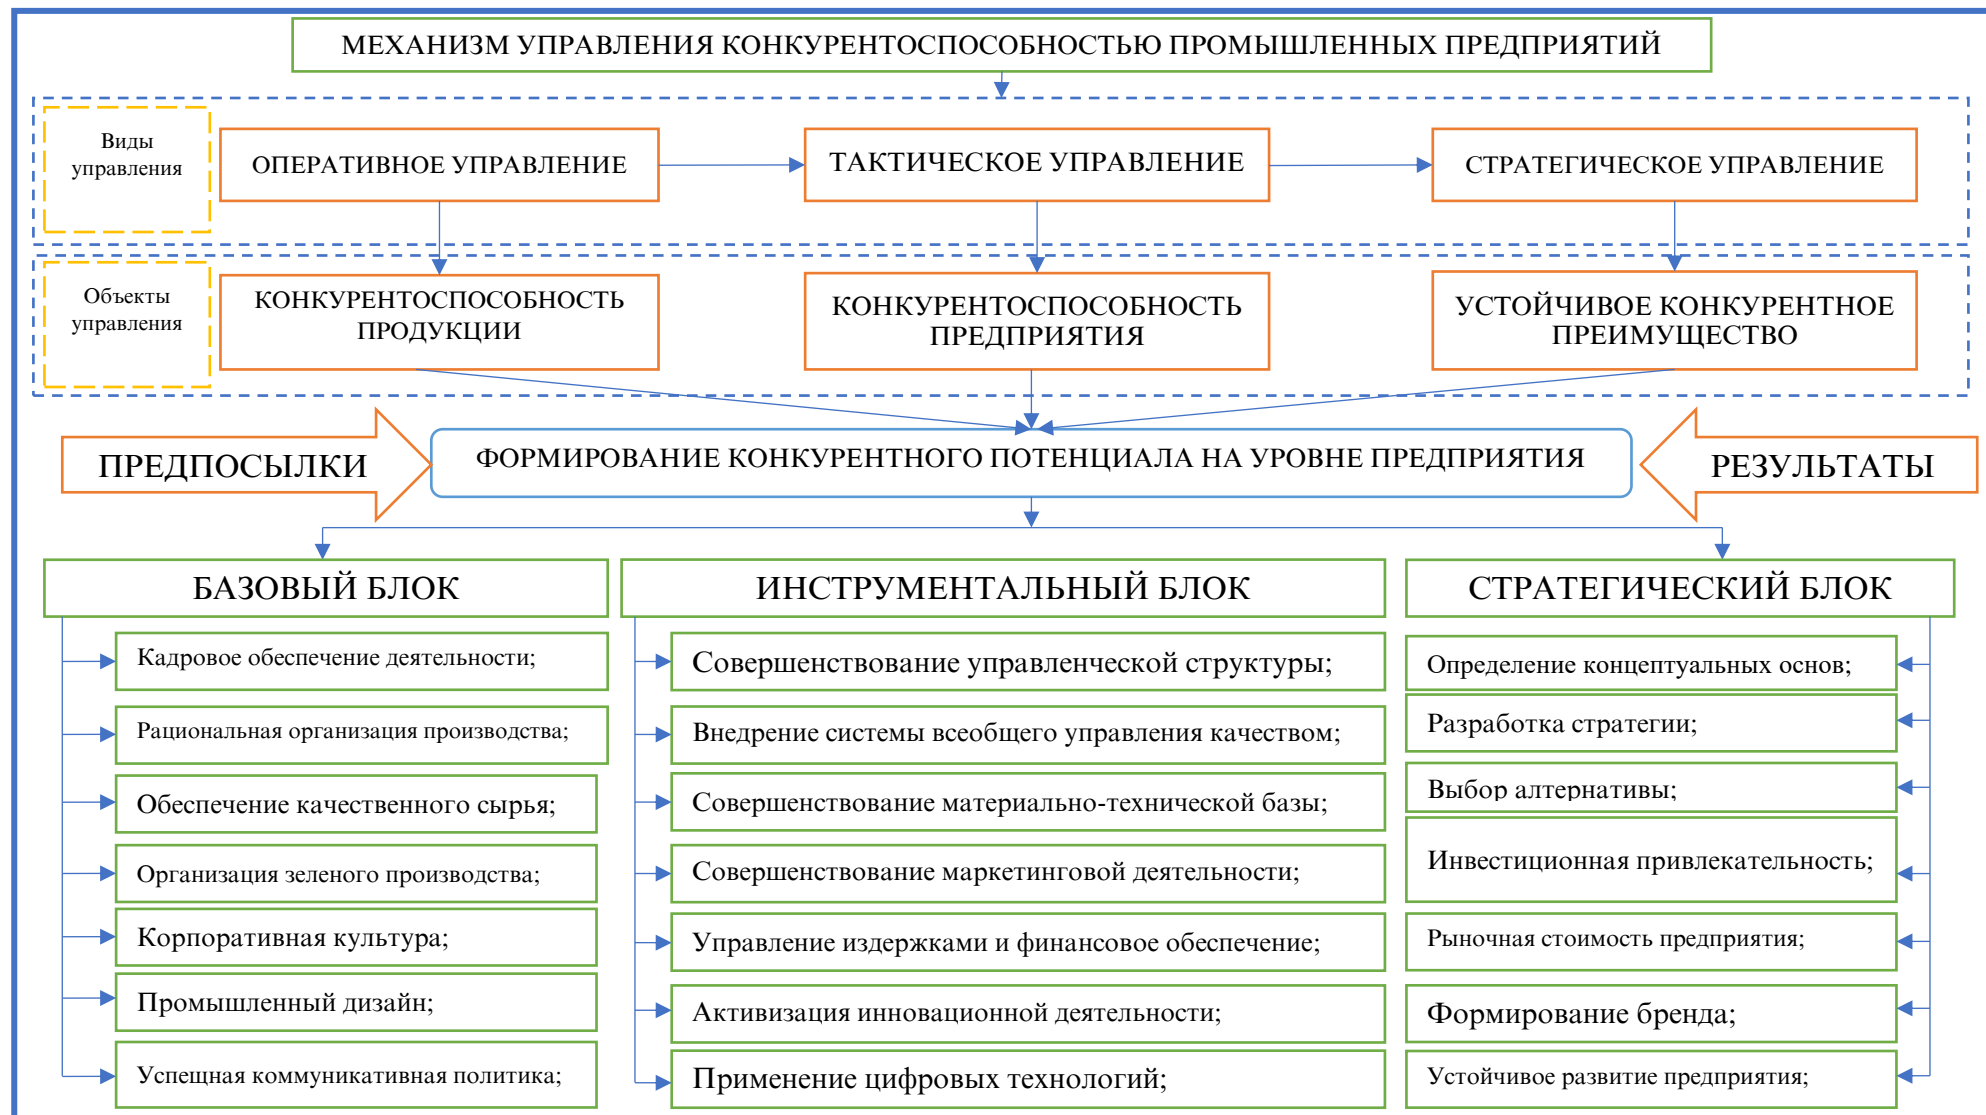 МЕХАНИЗМ УПРАВЛЕНИЯ КОНКУРЕНТОСПОСОБНОСТЬЮ ПРОМЫШЛЕННЫХ ПРЕДПРИЯТИЙ
Виды
управления
ОПЕРАТИВНОЕ УПРАВЛЕНИЕ
ТАКТИЧЕСКОЕ УПРАВЛЕНИЕ
СТРАТЕГИЧЕСКОЕ УПРАВЛЕНИЕ
Объекты
управления
КОНКУРЕНТОСПОСОБНОСТЬ
ПРОДУКЦИИ
КОНКУРЕНТОСПОСОБНОСТЬ
ПРЕДПРИЯТИЯ
УСТОЙЧИВОЕ КОНКУРЕНТНОЕ
ПРЕИМУЩЕСТВО
ПРЕДПОСЫЛКИ
ФОРМИРОВАНИЕ КОНКУРЕНТНОГО ПОТЕНЦИАЛА НА УРОВНЕ ПРЕДПРИЯТИЯ
РЕЗУЛЬТАТЫ
БАЗОВЫЙ БЛОК
Кадровое обеспечение деятельности;
Рациональная организация производства;
Обеспечение качественного сырья;
Организация зеленого производства;
Корпоративная культура;
Промышленный дизайн;
Успещная коммуникативная политика;
ИНСТРУМЕНТАЛЬНЫЙ БЛОК
Совершенствование управленческой структуры;
Внедрение системы всеобщего управления качеством;
Совершенствование материально-технической базы;
Совершенствование маркетинговой деятельности;
Управление издержками и финансовое обеспечение;
Активизация инновационной деятельности;
Применение цифровых технологий;
СТРАТЕГИЧЕСКИЙ БЛОК
Определение концептуальных основ;
Разработка стратегии;
Выбор алтернативы;
Инвестиционная привлекательность;
Рыночная стоимость предприятия;
Формирование бренда;
Устойчивое развитие предприятия;